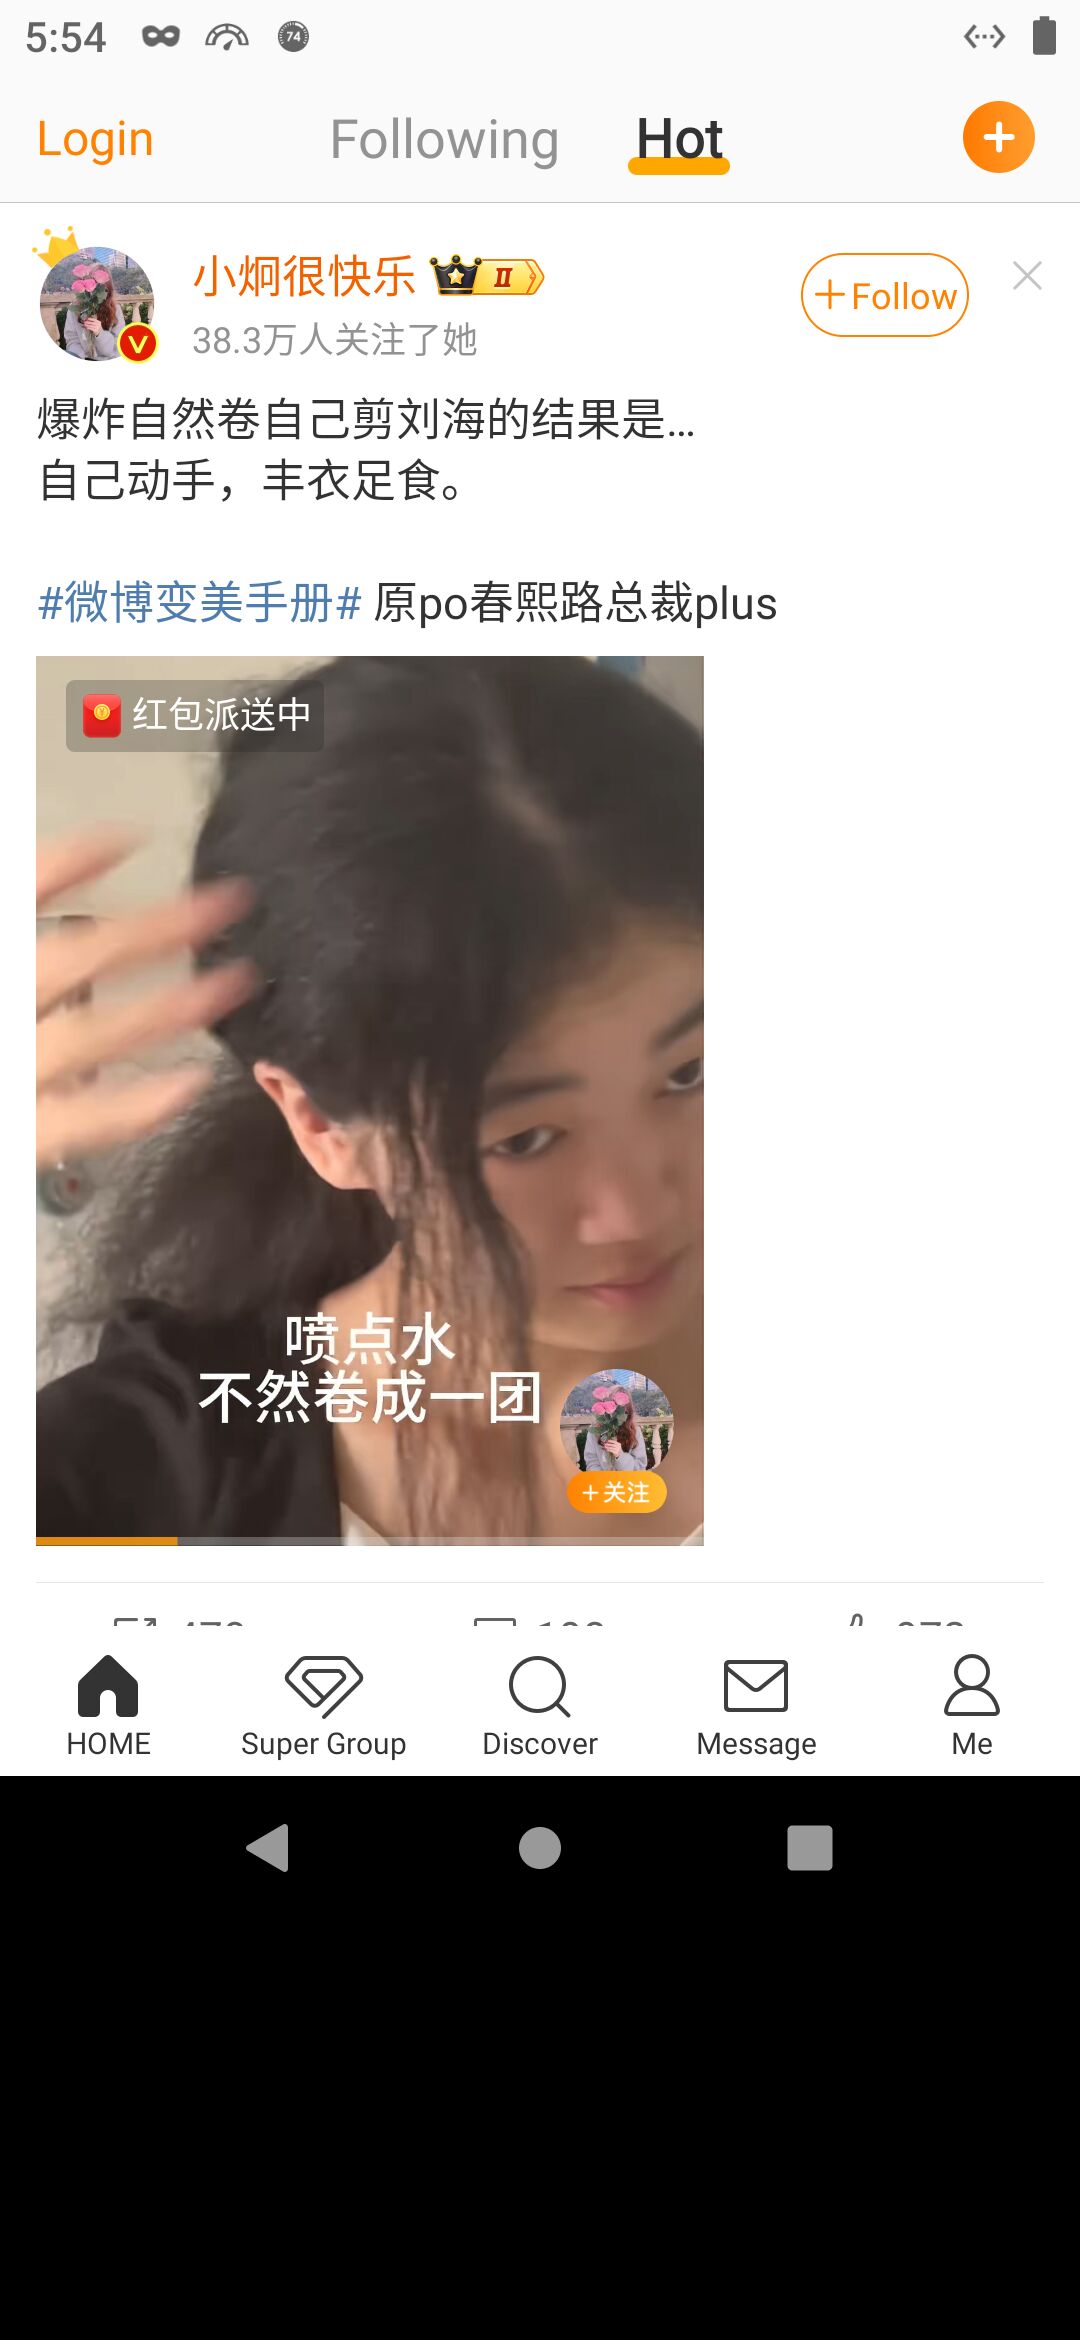 5:54
74
Login
Following
Hot
小炯很快乐
II
38.3万人关注了她
+Follow
爆炸自然卷自己剪刘海的结果是...
自己动手，丰衣足食。
#微博变美手册# 原po春熙路总裁plus
红包派送中
喷点水
不然卷成一团
+关注
HOME
Super Group
Discover
Message
Me